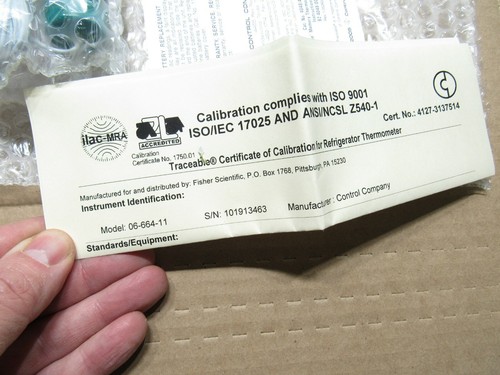 Calibration complies with ISO 9001
ISO/IEC 17025 AND ANSI/NCSL Z540-1
ilac-MRA
ACCREDITED
Calibration
Certificate No. 1750.01
Cert. No.: 4127-3137514
Traceable® Certificate of Calibration for Refrigerator Thermometer
Manufactured for and distributed by: Fisher Scientific, P.O. Box 1768, Pittsburgh, PA 15230
Instrument Identification:
Model: 06-664-11 S/N: 101913463 Manufacturer: Control Company
Standards/Equipment: